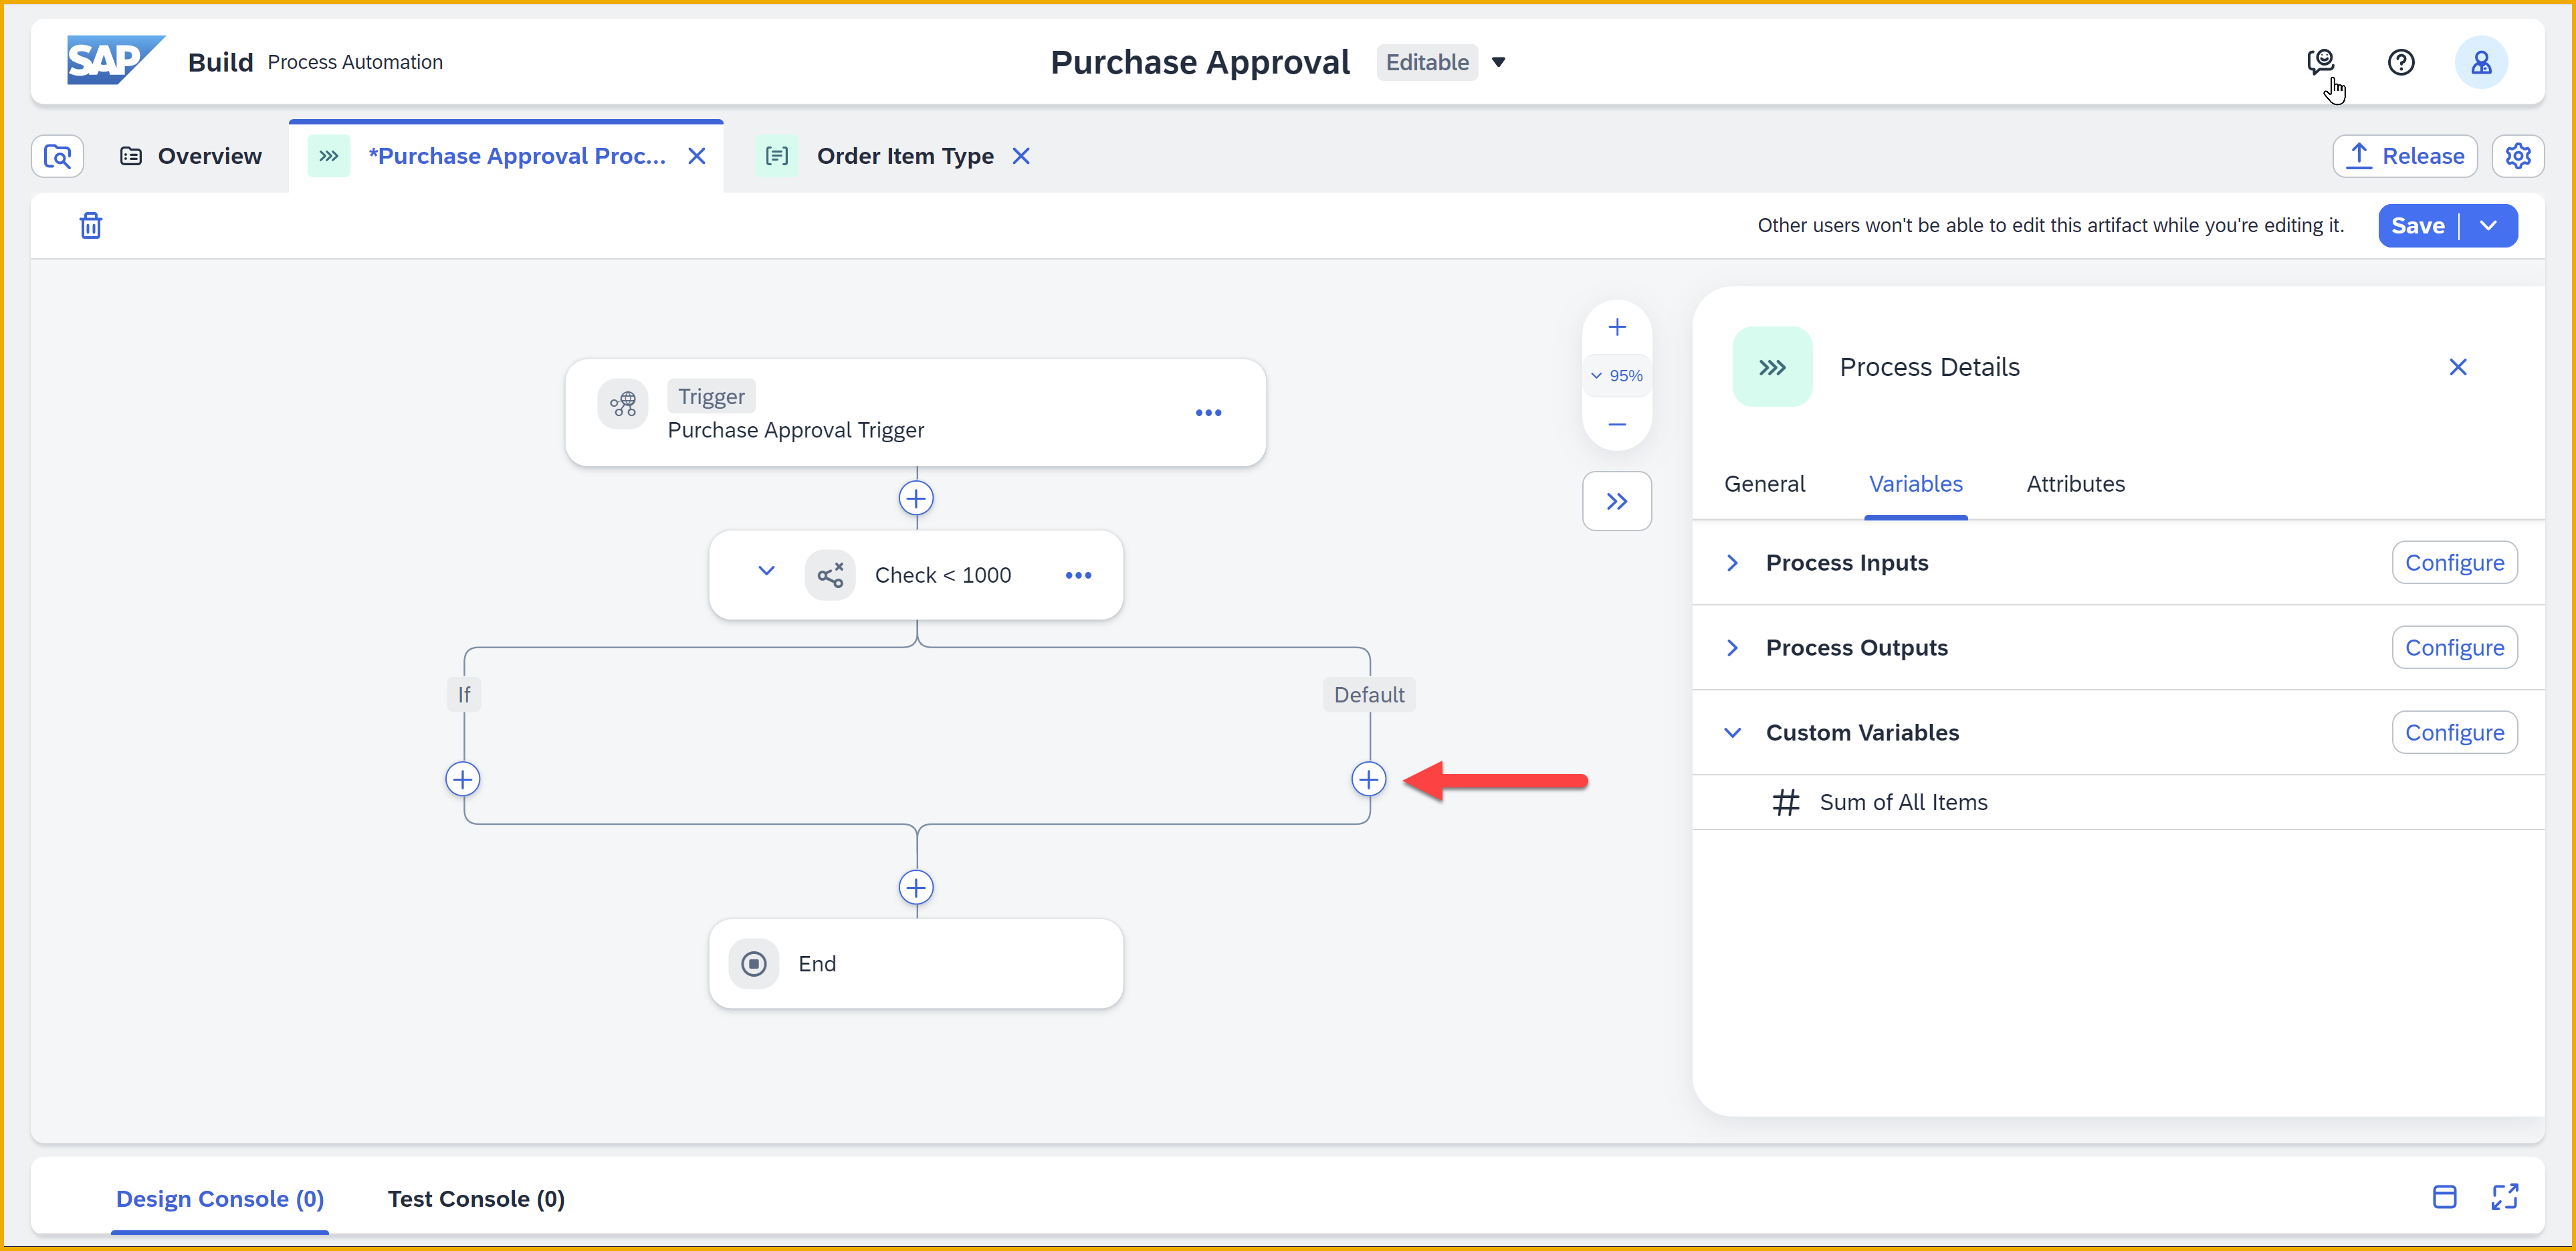 SAP Build Process Automation
Purchase Approval Editable
Overview
*Purchase Approval Proc...
Order Item Type
Release
Other users won't be able to edit this artifact while you're editing it.
Save
Trigger
Purchase Approval Trigger
Check < 1000
If
Default
End
95%
Process Details
General Variables Attributes
Process Inputs Configure
Process Outputs Configure
Custom Variables Configure
# Sum of All Items
Design Console (0) Test Console (0)